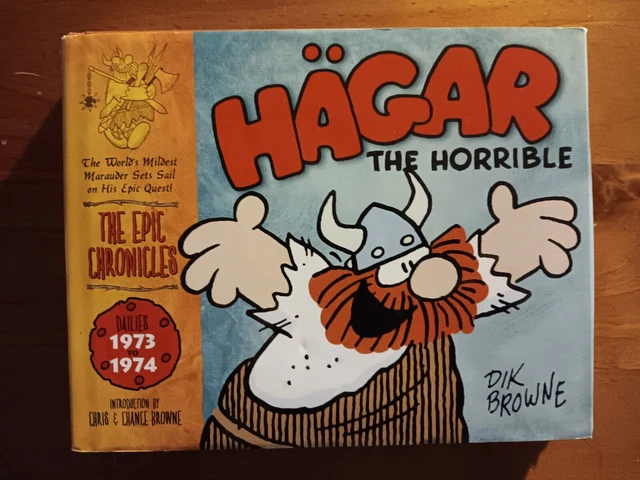 HÄGAR
THE HORRIBLE
The World's Mildest
Marauder Sets Sail
on His Epic Quest!
THE EPIC
CHRONICLES
DAILIES
1973
TO
1974
INTRODUCTION BY
CHRIS & CHANCE BROWNE
DIK
BROWNE